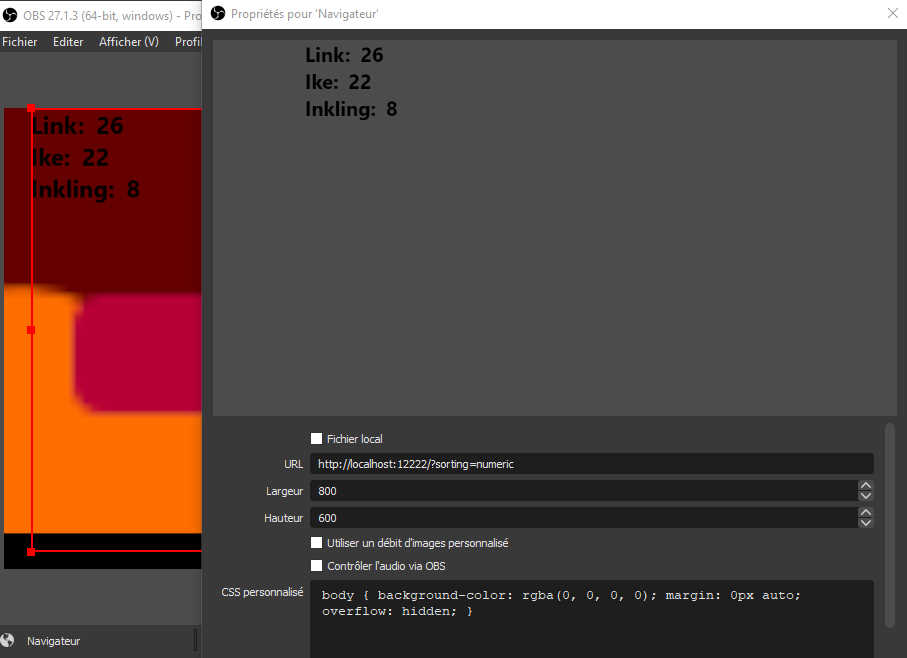 OBS 27.1.3 (64-bit, windows) - Pro
Propriétés pour 'Navigateur'
Fichier Editer Afficher (V) Profil
Link: 26
Ike: 22
Inkling: 8
Link: 26
Ike: 22
Inkling: 8
Fichier local
URL http://localhost:12222/?sorting=numeric
Largeur 800
Hauteur 600
Utiliser un débit d'images personnalisé
Contrôler l'audio via OBS
CSS personnalisé body { background-color: rgba(0, 0, 0, 0); margin: 0px auto;
overflow: hidden; }
Navigateur